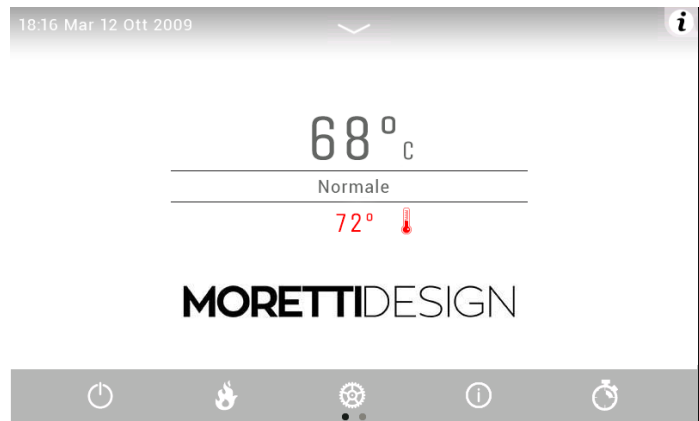 18:16 Mar 12 Ott 2009
i
68° C
Normale
72°
MORETTIDESIGN
i